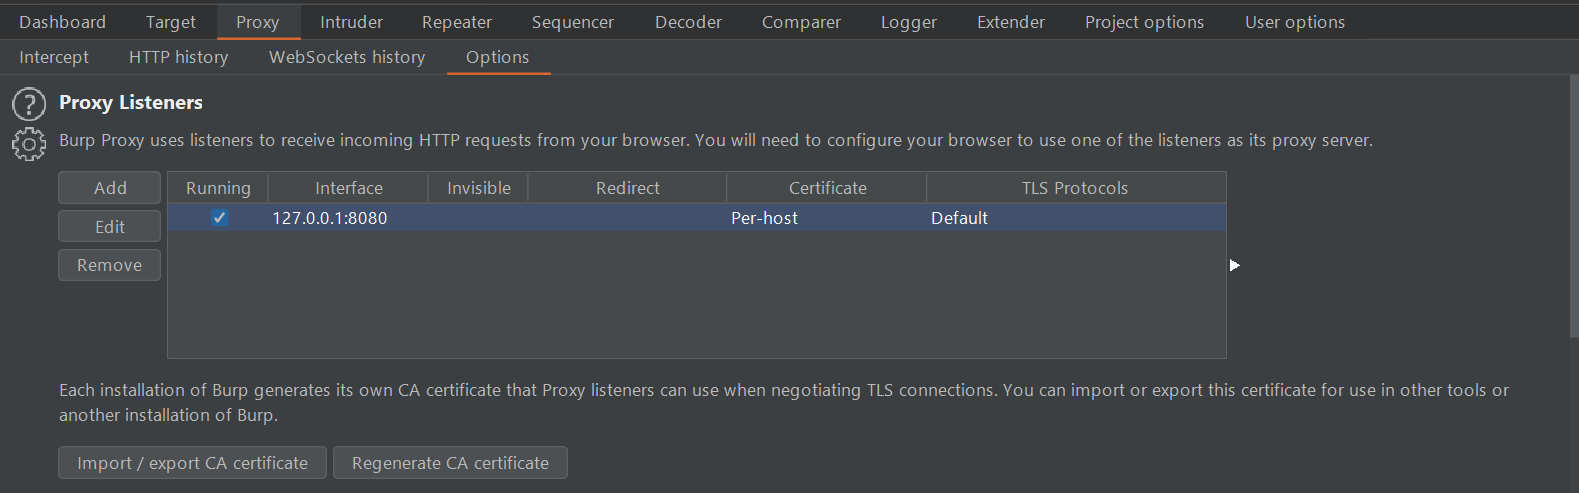 Dashboard Target Proxy Intruder Repeater Sequencer Decoder Comparer Logger Extender Project options User options
Intercept HTTP history WebSockets history Options
? Proxy Listeners
Burp Proxy uses listeners to receive incoming HTTP requests from your browser. You will need to configure your browser to use one of the listeners as its proxy server.
Add Running Interface Invisible Redirect Certificate TLS Protocols
127.0.0.1:8080 Per-host Default
Edit
Remove
Each installation of Burp generates its own CA certificate that Proxy listeners can use when negotiating TLS connections. You can import or export this certificate for use in other tools or
another installation of Burp.
Import / export CA certificate Regenerate CA certificate